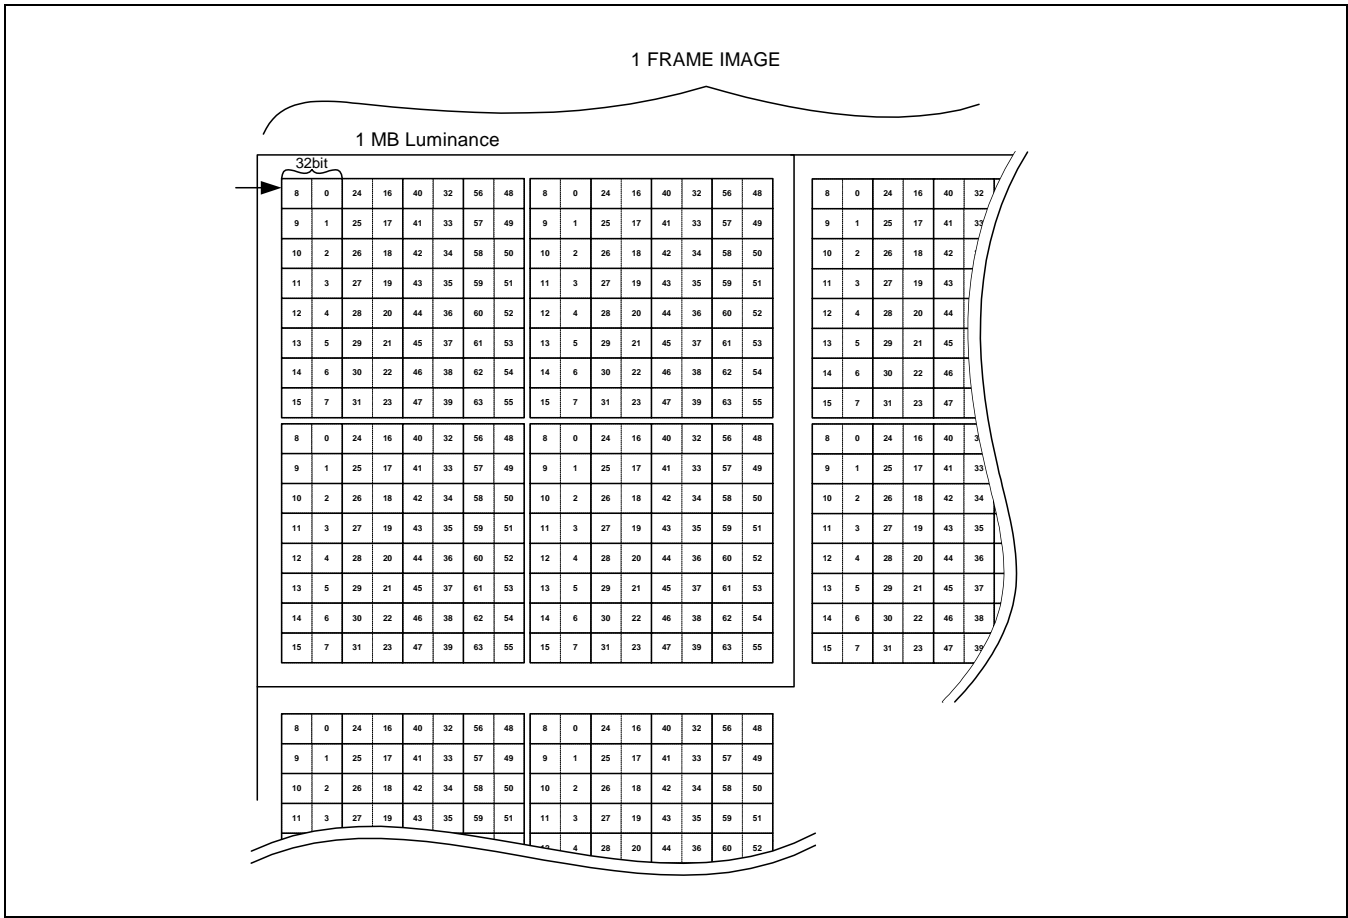 1 FRAME IMAGE
1 MB Luminance
32bit
8 0 24 16 40 32 56 48 8 0 24 16 40 32 56 48 8 0 24 16 40 32
9 1 25 17 41 33 57 49 9 1 25 17 41 33 57 49 9 1 25 17 41 33
10 2 26 18 42 34 58 50 10 2 26 18 42 34 58 50 10 2 26 18 42
11 3 27 19 43 35 59 51 11 3 27 19 43 35 59 51 11 3 27 19 43
12 4 28 20 44 36 60 52 12 4 28 20 44 36 60 52 12 4 28 20 44
13 5 29 21 45 37 61 53 13 5 29 21 45 37 61 53 13 5 29 21 45
14 6 30 22 46 38 62 54 14 6 30 22 46 38 62 54 14 6 30 22 46
15 7 31 23 47 39 63 55 15 7 31 23 47 39 63 55 15 7 31 23 47
8 0 24 16 40 32 56 48 8 0 24 16 40 32 56 48 8 0 24 16 40
9 1 25 17 41 33 57 49 9 1 25 17 41 33 57 49 9 1 25 17 41 33
10 2 26 18 42 34 58 50 10 2 26 18 42 34 58 50 10 2 26 18 42 34
11 3 27 19 43 35 59 51 11 3 27 19 43 35 59 51 11 3 27 19 43 35
12 4 28 20 44 36 60 52 12 4 28 20 44 36 60 52 12 4 28 20 44 36
13 5 29 21 45 37 61 53 13 5 29 21 45 37 61 53 13 5 29 21 45 37
14 6 30 22 46 38 62 54 14 6 30 22 46 38 62 54 14 6 30 22 46 38
15 7 31 23 47 39 63 55 15 7 31 23 47 39 63 55 15 7 31 23 47 39
8 0 24 16 40 32 56 48 8 0 24 16 40 32 56 48
9 1 25 17 41 33 57 49 9 1 25 17 41 33 57 49
10 2 26 18 42 34 58 50 10 2 26 18 42 34 58 50
11 3 27 19 43 35 59 51 11 3 27 19 43 35 59 51
4 28 20 44 36 60 52